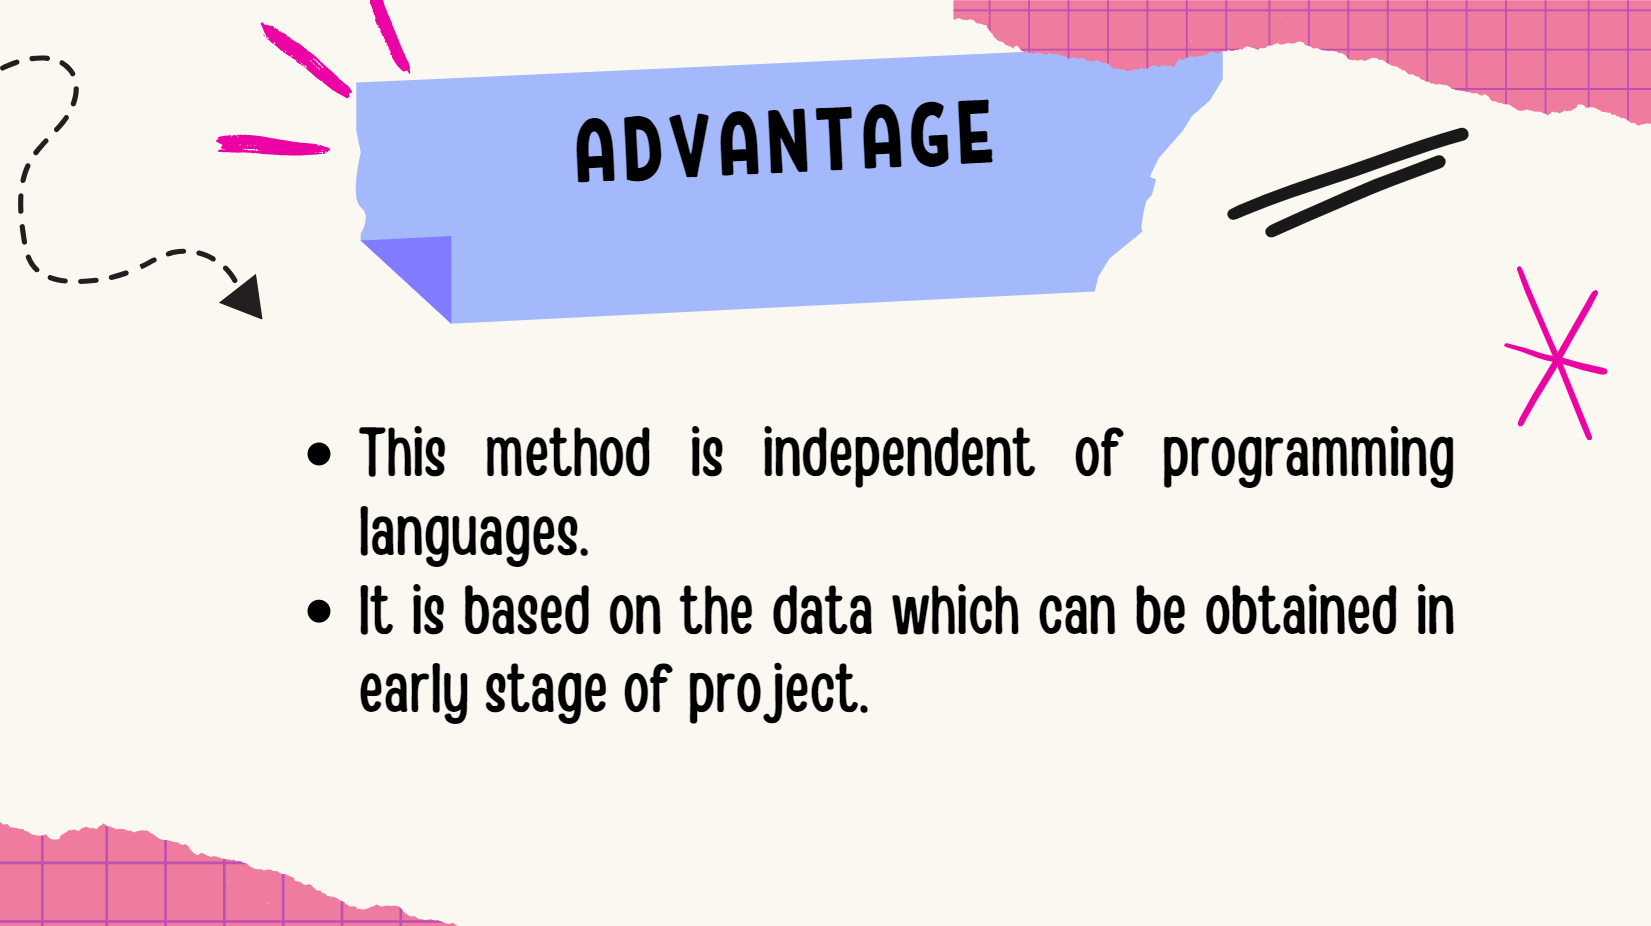 ADVANTAGE
• This method is independent of programming
languages.
• It is based on the data which can be obtained in
early stage of project.